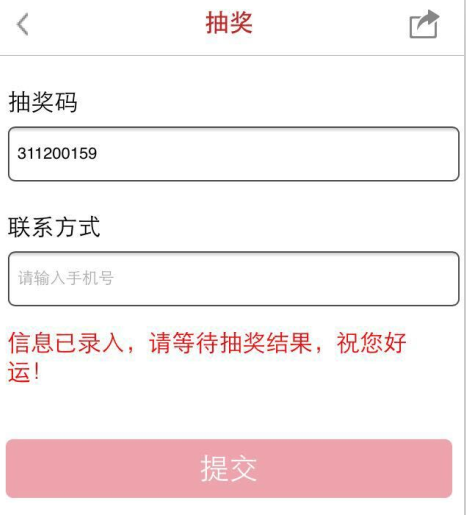 抽奖
抽奖码
311200159
联系方式
请输入手机号
信息已录入，请等待抽奖结果，祝您好
运！
提交